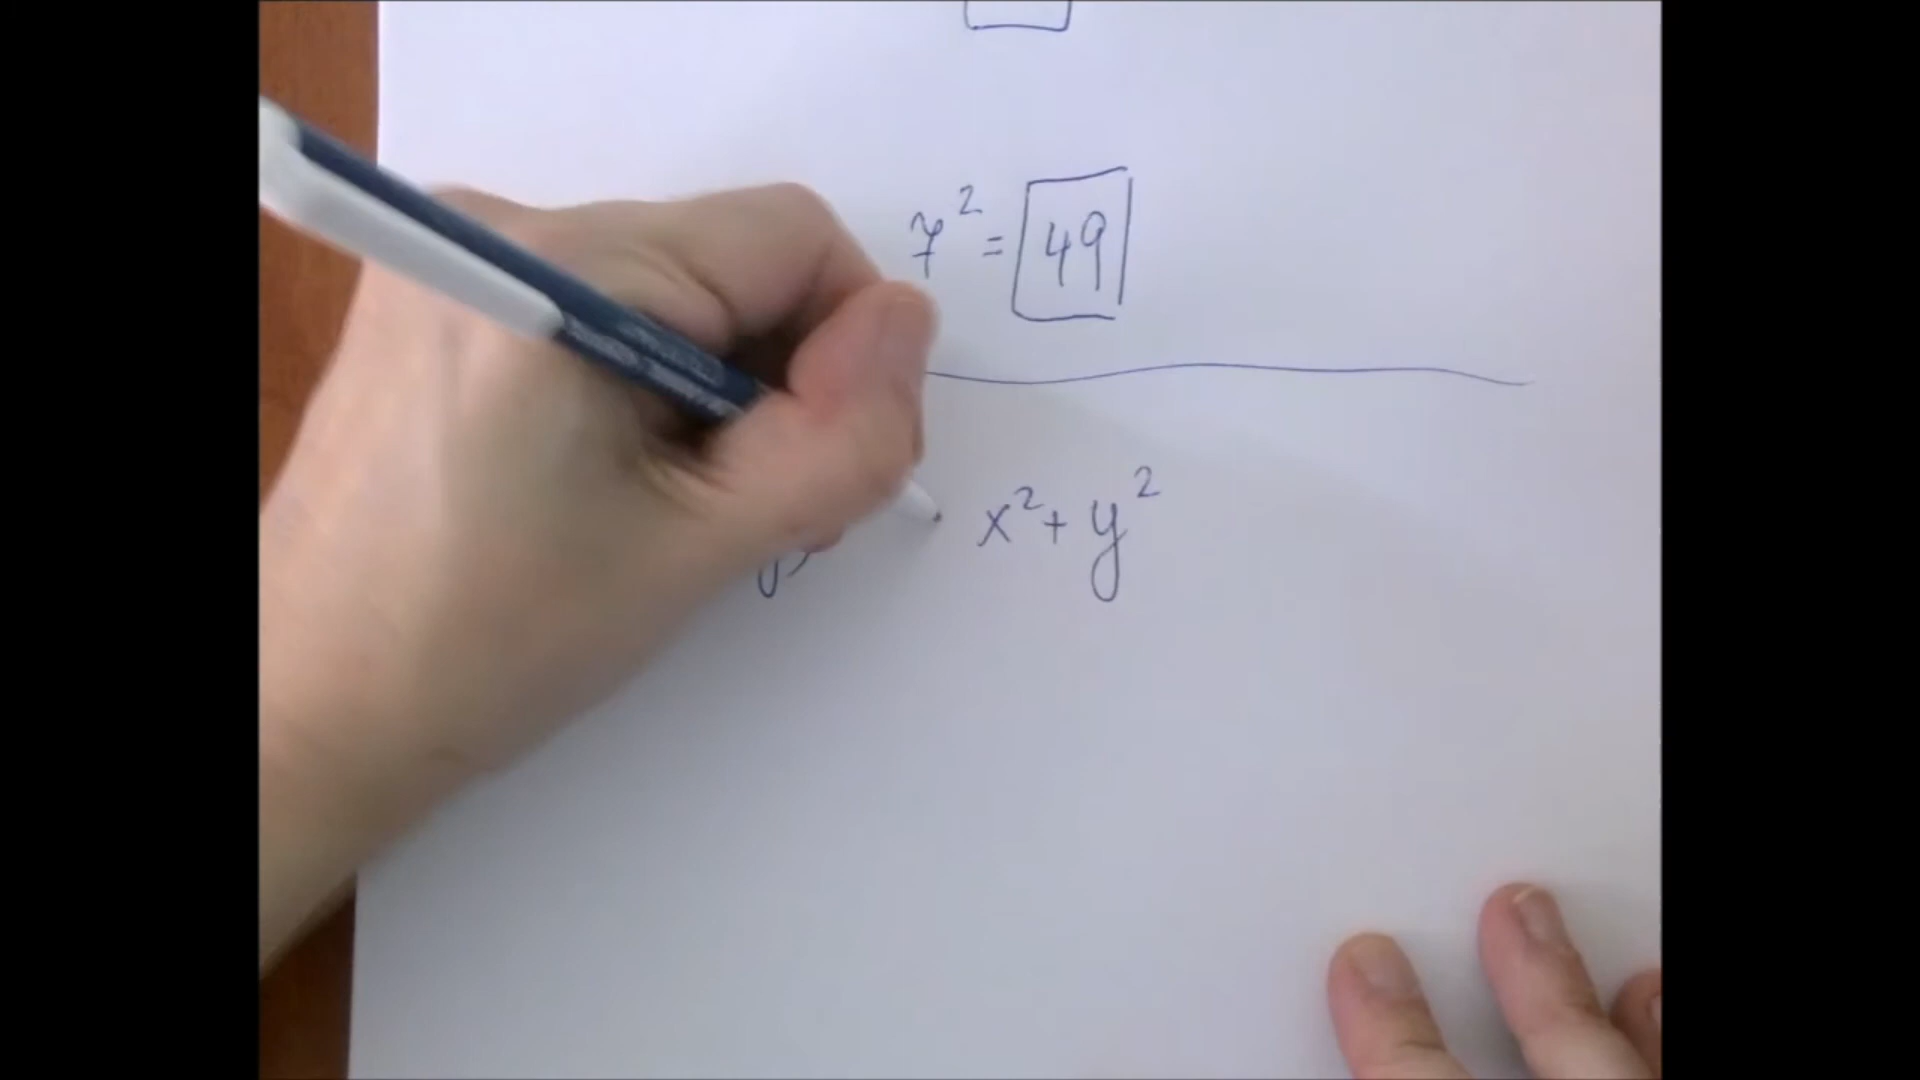 7² = 49
y) x² + y²